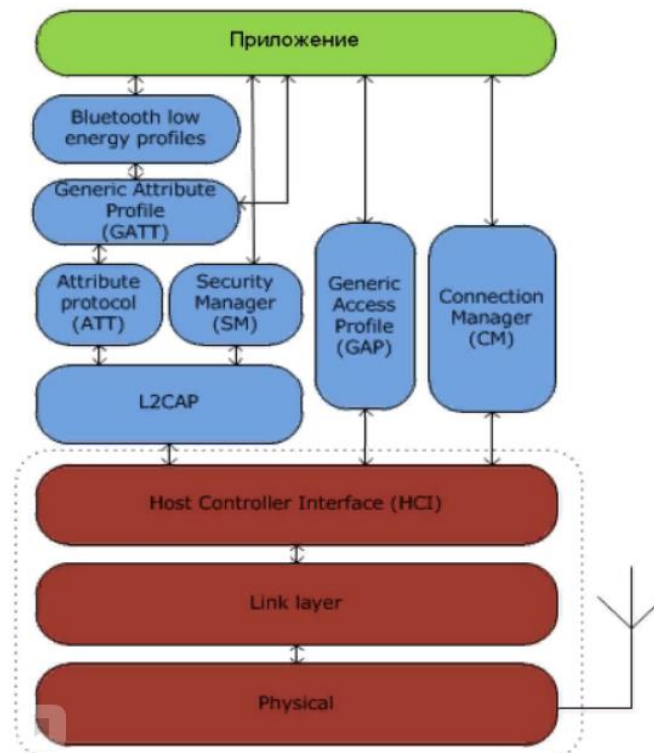 Приложение
Bluetooth low
energy profiles
Generic Attribute
Profile
(GATT)
Attribute
protocol
(ATT)
Security
Manager
(SM)
Generic
Access
Profile
(GAP)
Connection
Manager
(CM)
L2CAP
Host Controller Interface (HCI)
Link layer
Physical